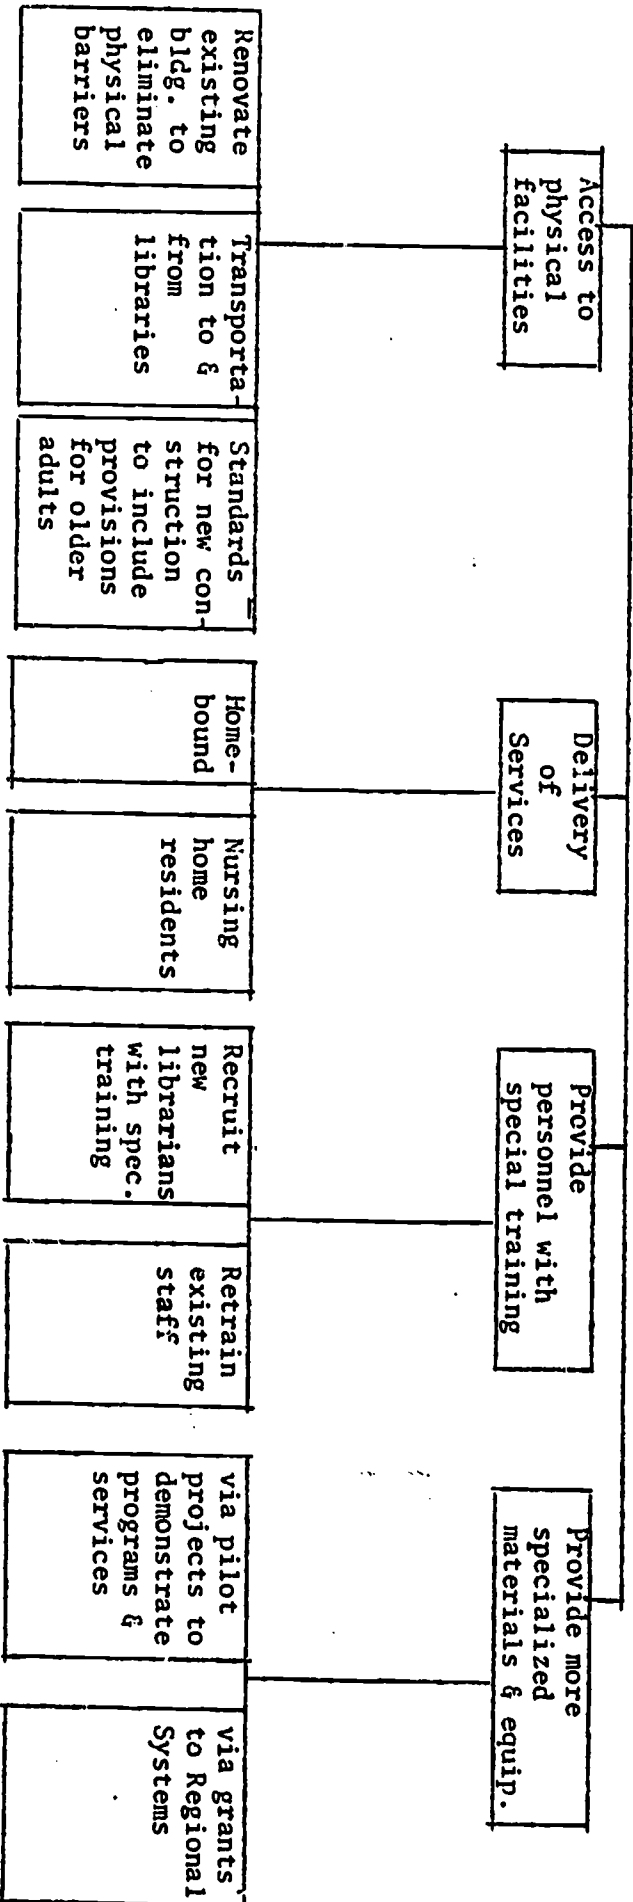 Access to
physical
facilities
Delivery
of
Services
Provide
personnel with
special training
Provide more
specialized
materials & equip.
Renovate
existing
bldg. to
eliminate
physical
barriers
Transporta-
tion to &
from
libraries
Standards
for new con-
struction
to include
provisions
for older
adults
Home-
bound
Nursing
home
residents
Recruit
new
librarians
with spec.
training
Retrain
existing
staff
via pilot
projects to
demonstrate
programs &
services
via grants
to Regional
Systems